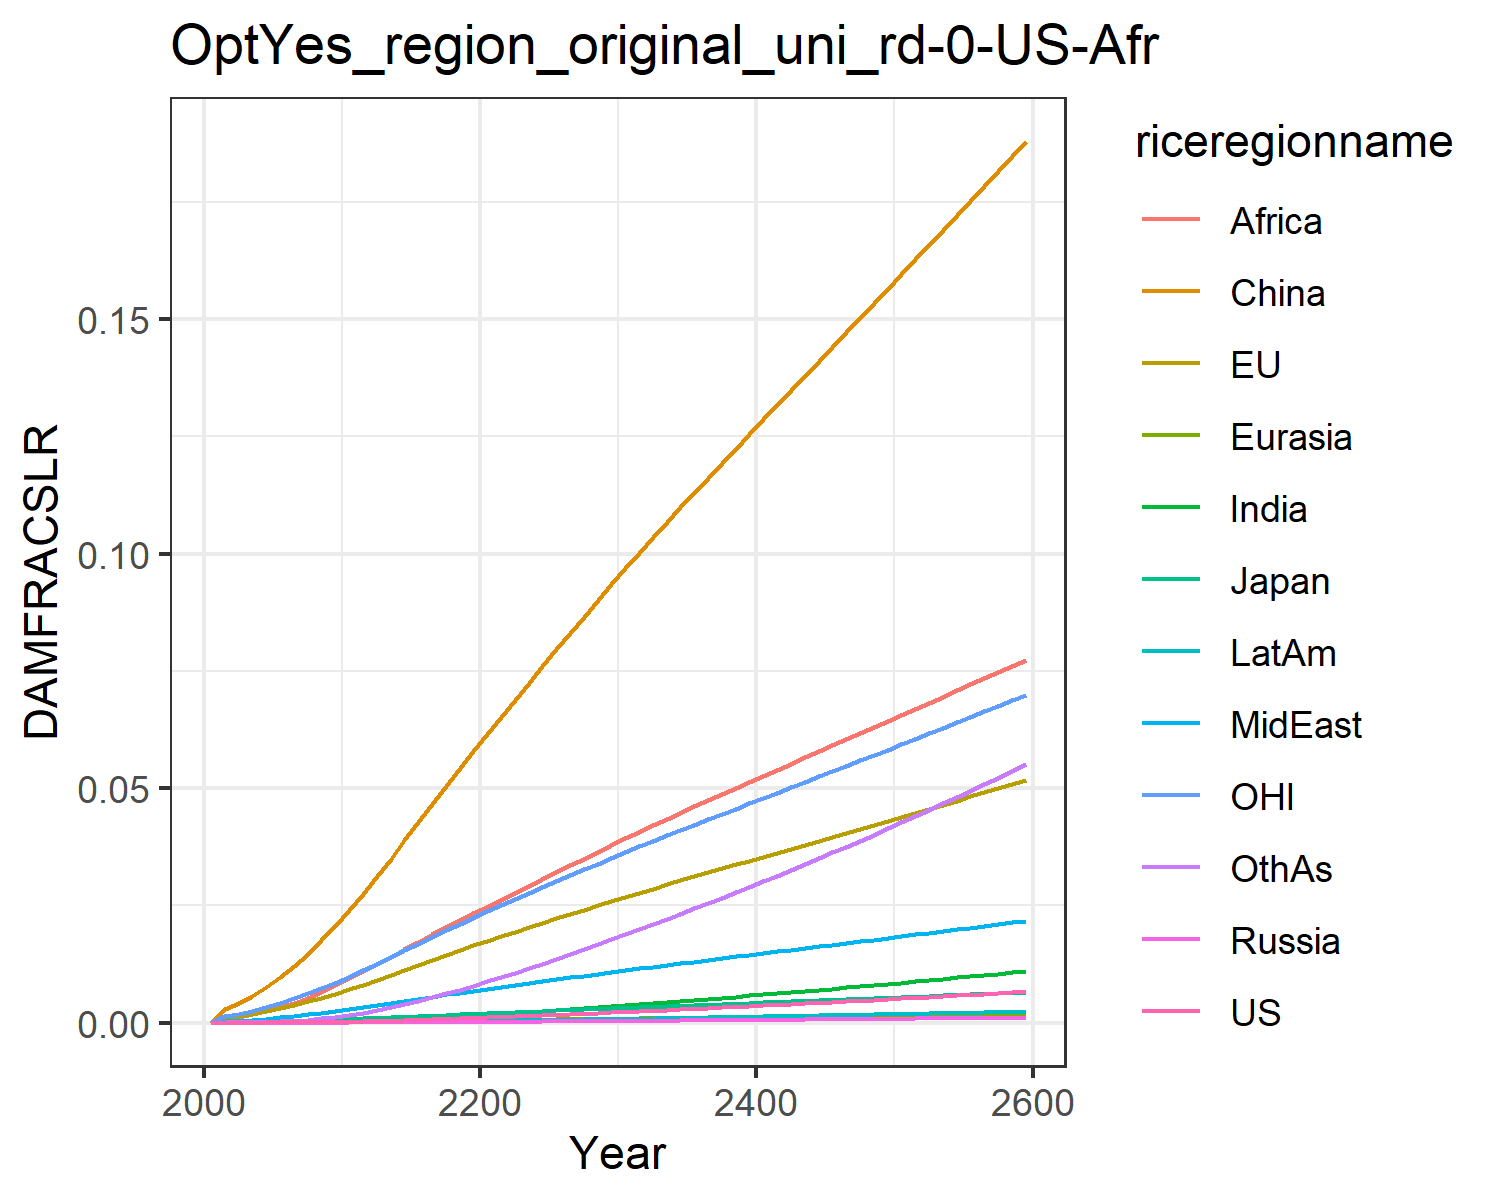 OptYes_region_original_uni_rd-0-US-Afr
DAMFRACSLR
0.15
0.10
0.05
0.00
2000 2200 2400 2600
Year
riceregionname
Africa
China
EU
Eurasia
India
Japan
LatAm
MidEast
OHI
OthAs
Russia
US